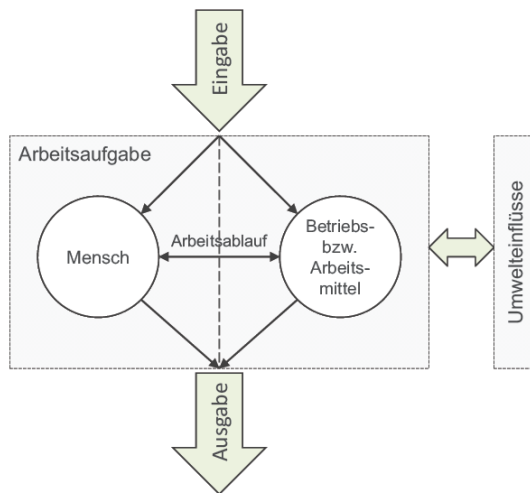 Eingabe
Arbeitsaufgabe
Mensch
Arbeitsablauf
Betriebs-
bzw.
Arbeits-
mittel
Umwelteinflüsse
Ausgabe